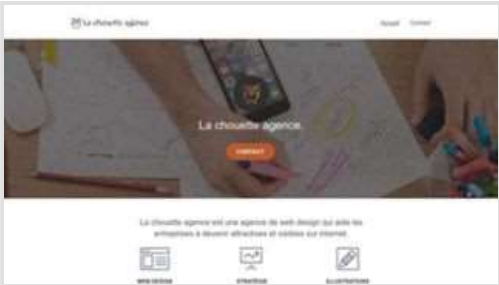 La chouette agence
Accueil Contact
La chouette agence.
CONTACT
La chouette agence est une agence de web design qui aide les
entreprises à devenir attractives et visibles sur internet.
WEB DESIGN STRATÉGIE ILLUSTRATIONS